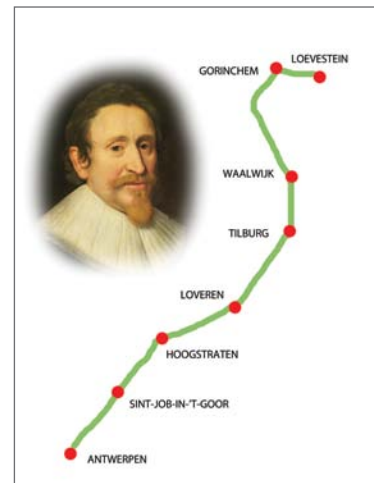 LOEVESTEIN
GORINCHEM
WAALWIJK
TILBURG
LOVEREN
HOOGSTRATEN
SINT-JOB-IN-'T-GOOR
ANTWERPEN